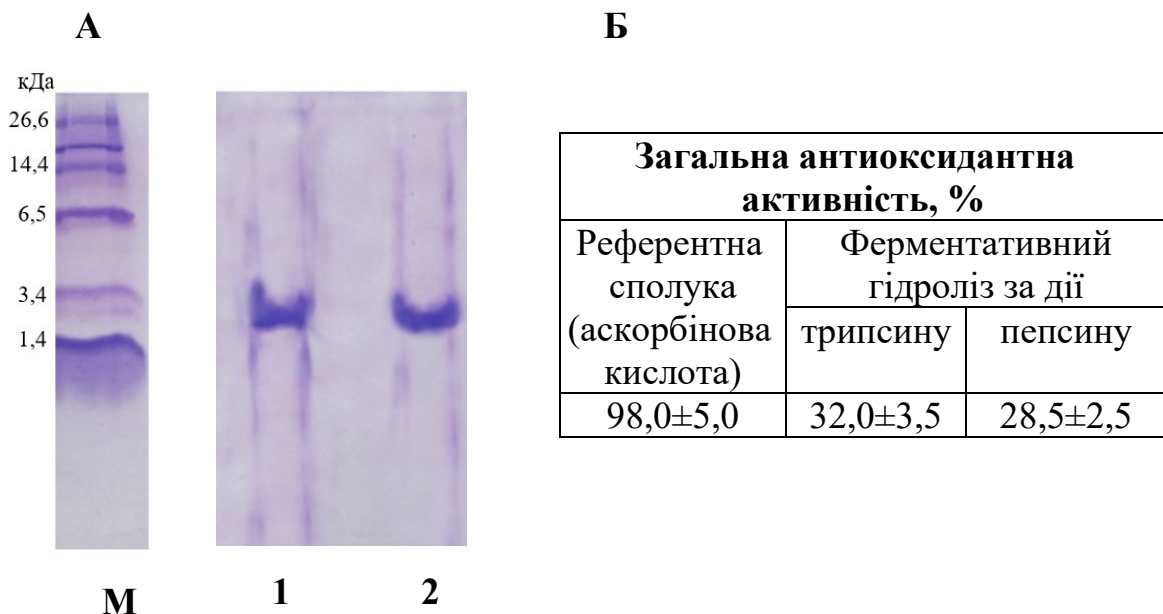 А
Б
кДа
26,6
14,4
6,5
3,4
1,4
М
1
2
Загальна антиоксидантна
активність, %
Референтна
сполука
(аскорбінова
кислота)
Ферментативний
гідроліз за дії
трипсину
пепсину
98,0±5,0
32,0±3,5
28,5±2,5